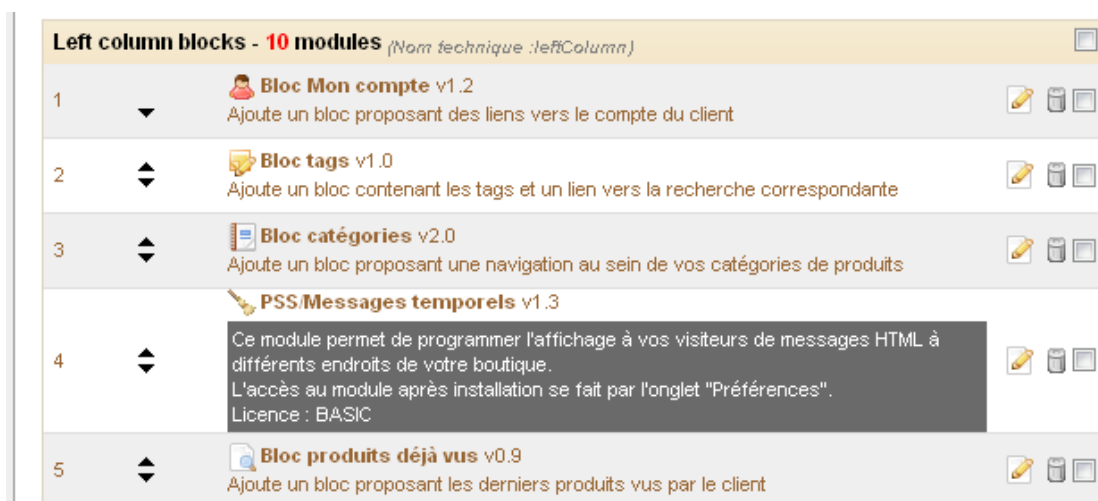 Left column blocks - 10 modules (Nom technique :leftColumn)
1
Bloc Mon compte v1.2
Ajoute un bloc proposant des liens vers le compte du client
2
Bloc tags v1.0
Ajoute un bloc contenant les tags et un lien vers la recherche correspondante
3
Bloc catégories v2.0
Ajoute un bloc proposant une navigation au sein de vos catégories de produits
4
PSS/Messages temporels v1.3
Ce module permet de programmer l'affichage à vos visiteurs de messages HTML à
différents endroits de votre boutique.
L'accès au module après installation se fait par l'onglet "Préférences".
Licence : BASIC
5
Bloc produits déjà vus v0.9
Ajoute un bloc proposant les derniers produits vus par le client